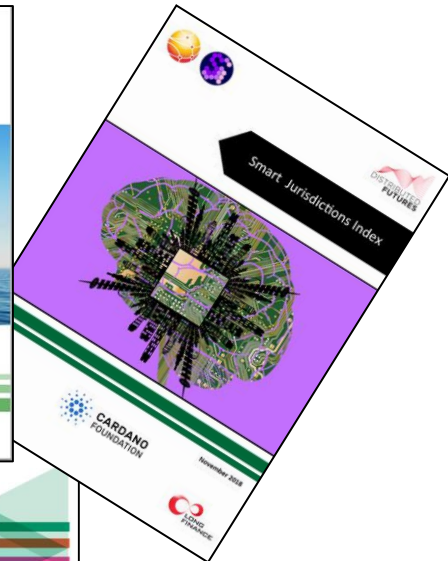 Smart Jurisdictions Index
DISTRIBUTED
FUTURES
CARDANO
FOUNDATION
November 2018
LONG
FINANCE